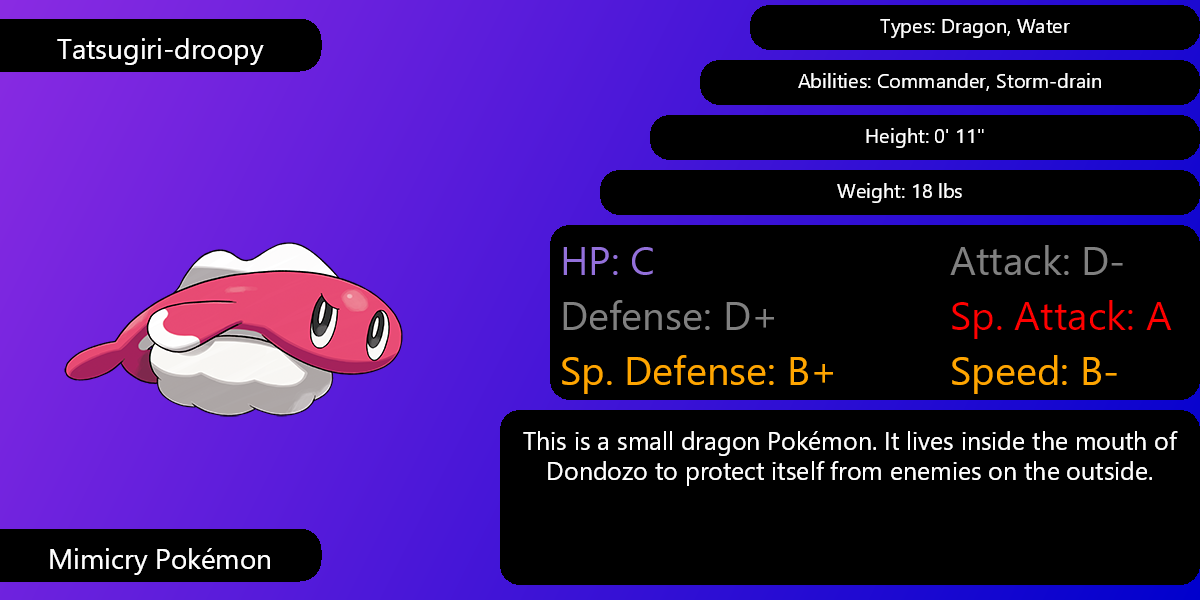 Tatsugiri-droopy
Types: Dragon, Water
Abilities: Commander, Storm-drain
Height: 0' 11"
Weight: 18 lbs
HP: C
Attack: D-
Defense: D+
Sp. Attack: A
Sp. Defense: B+
Speed: B-
This is a small dragon Pokémon. It lives inside the mouth of
Dondozo to protect itself from enemies on the outside.
Mimicry Pokémon